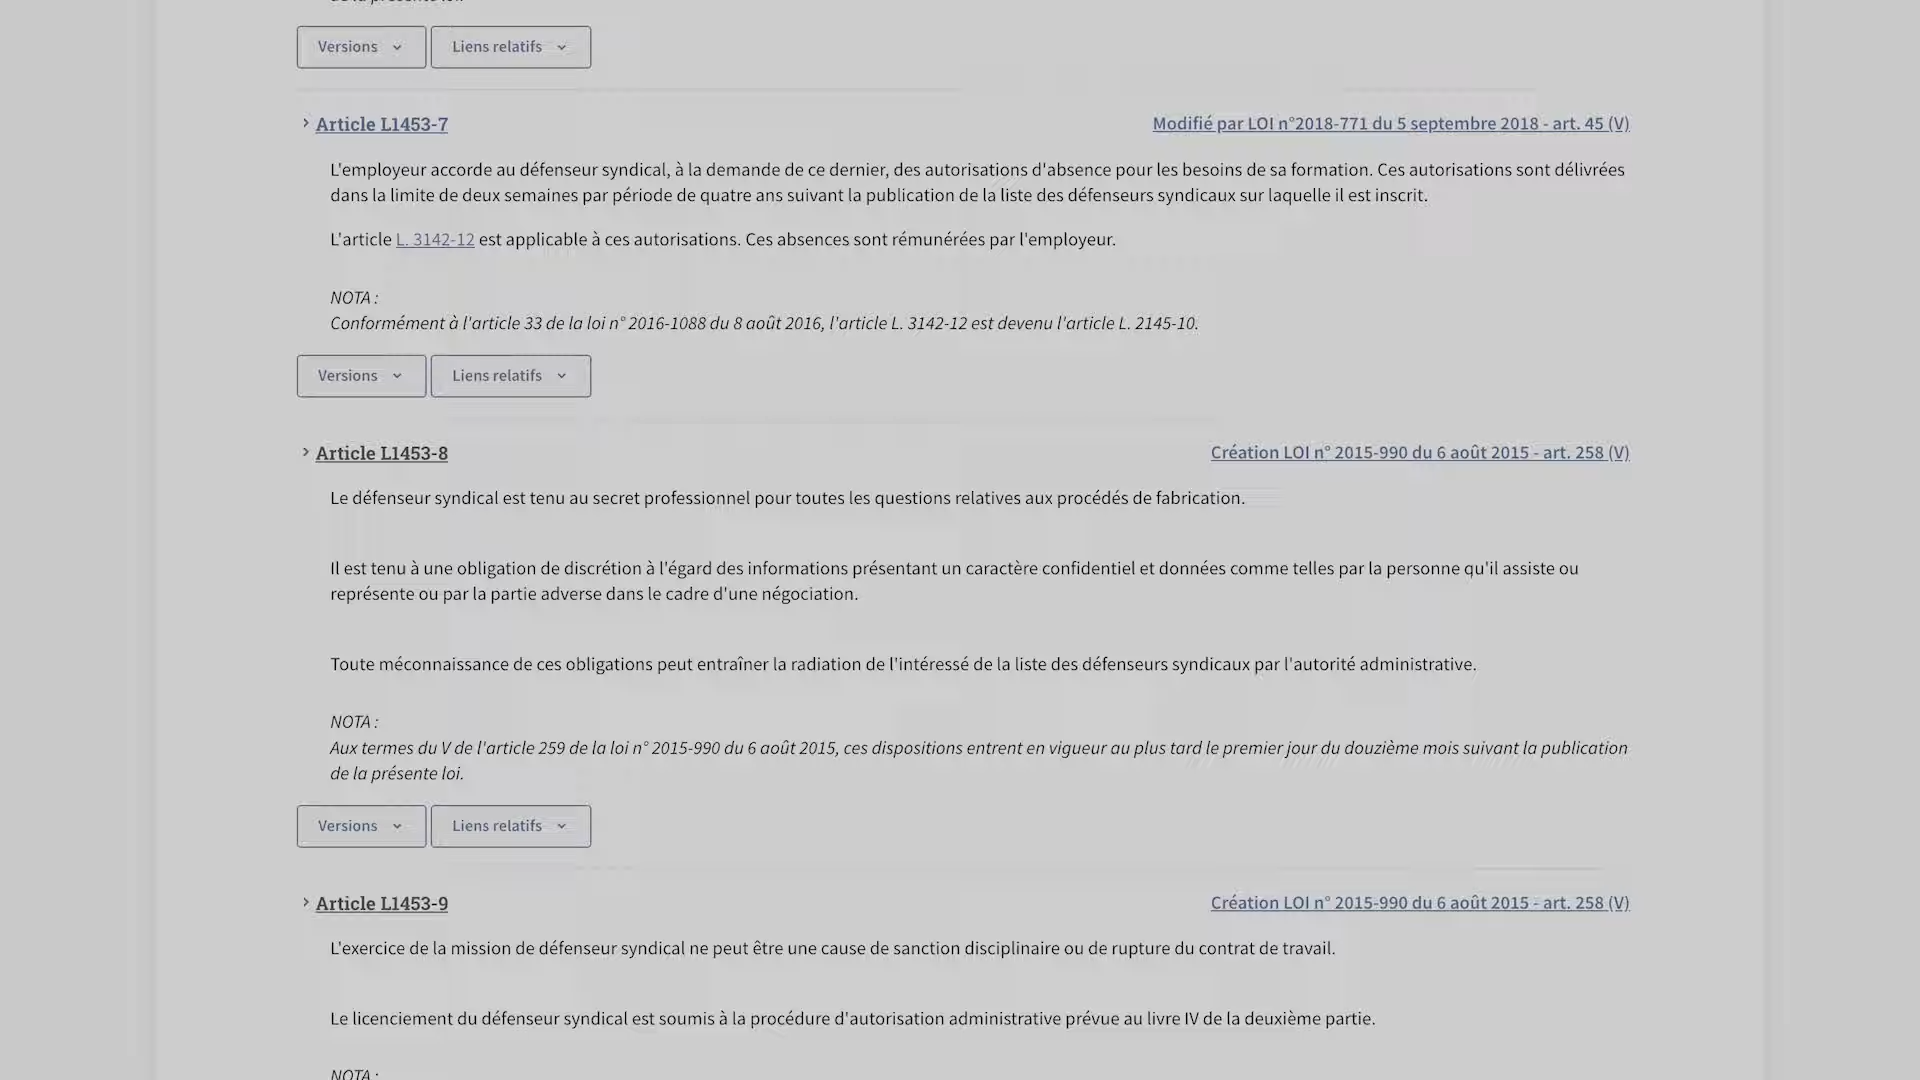 Versions
Liens relatifs
Article L1453-7
Modifié par LOI n°2018-771 du 5 septembre 2018 - art. 45 (V)
L'employeur accorde au défenseur syndical, à la demande de ce dernier, des autorisations d'absence pour les besoins de sa formation. Ces autorisations sont délivrées
dans la limite de deux semaines par période de quatre ans suivant la publication de la liste des défenseurs syndicaux sur laquelle il est inscrit.
L'article L. 3142-12 est applicable à ces autorisations. Ces absences sont rémunérées par l'employeur.
NOTA :
Conformément à l'article 33 de la loi n° 2016-1088 du 8 août 2016, l'article L. 3142-12 est devenu l'article L. 2145-10.
Versions
Liens relatifs
Article L1453-8
Création LOI n° 2015-990 du 6 août 2015 - art. 258 (V)
Le défenseur syndical est tenu au secret professionnel pour toutes les questions relatives aux procédés de fabrication.
Il est tenu à une obligation de discrétion à l'égard des informations présentant un caractère confidentiel et données comme telles par la personne qu'il assiste ou
représente ou par la partie adverse dans le cadre d'une négociation.
Toute méconnaissance de ces obligations peut entraîner la radiation de l'intéressé de la liste des défenseurs syndicaux par l'autorité administrative.
NOTA :
Aux termes du V de l'article 259 de la loi n° 2015-990 du 6 août 2015, ces dispositions entrent en vigueur au plus tard le premier jour du douzième mois suivant la publication
de la présente loi.
Versions
Liens relatifs
Article L1453-9
Création LOI n° 2015-990 du 6 août 2015 - art. 258 (V)
L'exercice de la mission de défenseur syndical ne peut être une cause de sanction disciplinaire ou de rupture du contrat de travail.
Le licenciement du défenseur syndical est soumis à la procédure d'autorisation administrative prévue au livre IV de la deuxième partie.
NOTA :